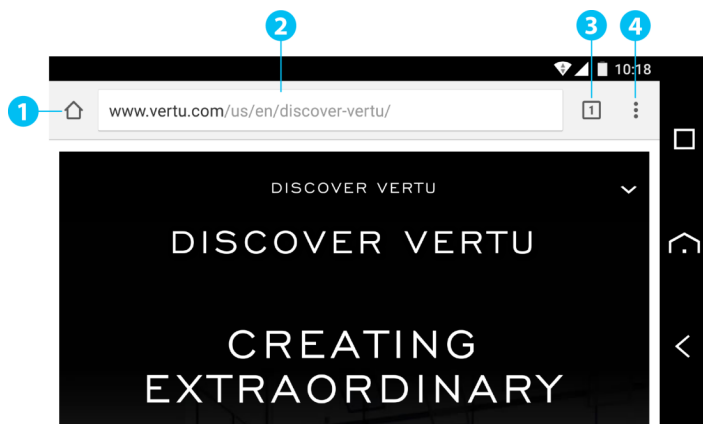 2
3
4
10:18
1
www.vertu.com/us/en/discover-vertu/
1
DISCOVER VERTU
DISCOVER VERTU
CREATING
EXTRAORDINARY